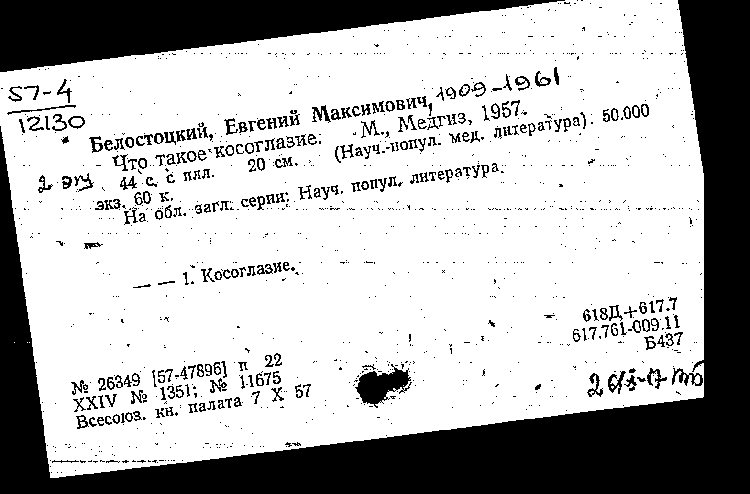 57-4
12130
Белостоцкий, Евгений Максимович, 1909-1961
Что такое косоглазие. М., Медгиз, 1957.
2 экз 44 с. с илл. 20 см. (Науч.-попул. мед. литература). 50.000
экз. 60 к.
На обл. загл. серии: Науч. попул. литература.
— — 1. Косоглазие.
618Д+617.7
617.761-009.11
Б437
№ 26349 [57-47896] п 22
XXIV № 1351; № 11675
Всесоюз. кн. палата 7 X 57